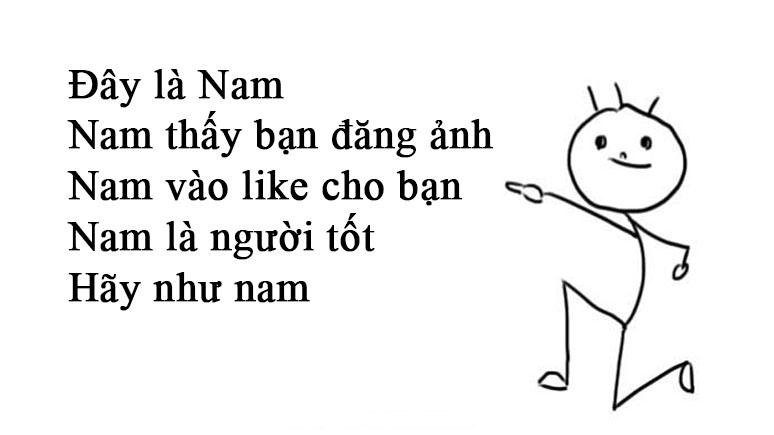 Đây là Nam
Nam thấy bạn đăng ảnh
Nam vào like cho bạn
Nam là người tốt
Hãy như nam